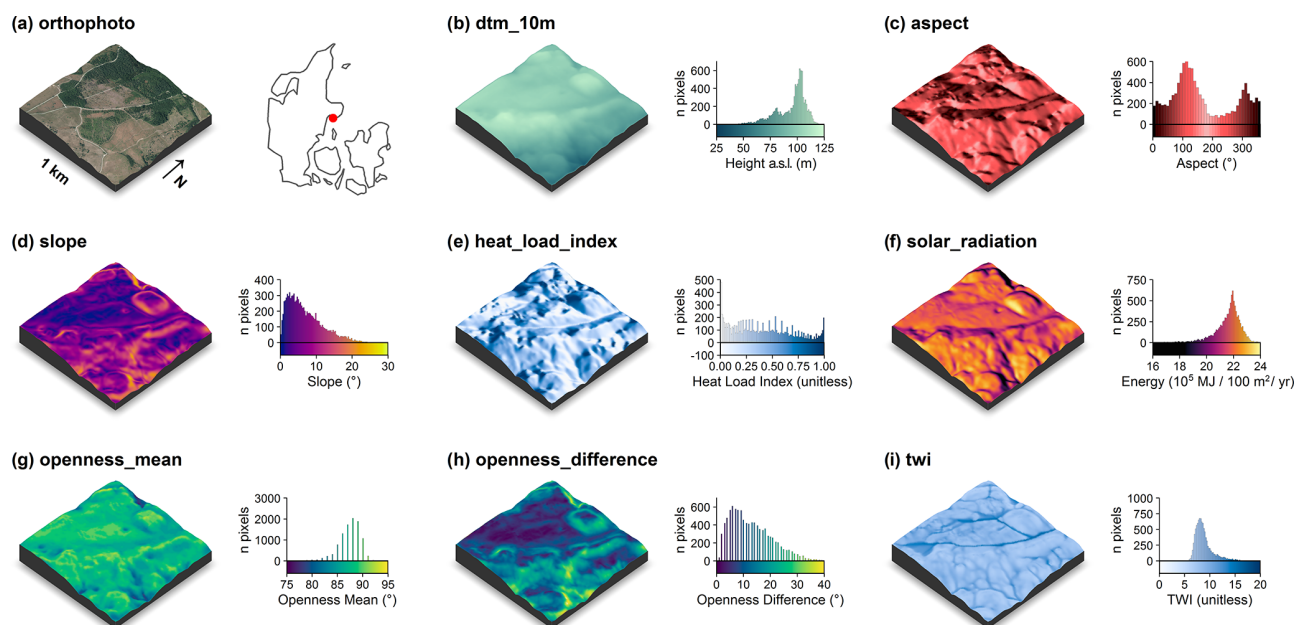 (a) orthophoto
1 km
N
(b) dtm_10m
n pixels
600
400
200
0
25 50 75 100 125
Height a.s.l. (m)
(c) aspect
n pixels
600
400
200
0
0 100 200 300
Aspect (°)
(d) slope
n pixels
400
300
200
100
0
0 10 20 30
Slope (°)
(e) heat_load_index
n pixels
500
400
300
200
100
0
-100
0.00 0.25 0.50 0.75 1.00
Heat Load Index (unitless)
(f) solar_radiation
n pixels
750
500
250
0
16 18 20 22 24
Energy (10⁵ MJ / 100 m²/ yr)
(g) openness_mean
n pixels
3000
2000
1000
0
75 80 85 90 95
Openness Mean (°)
(h) openness_difference
n pixels
600
400
200
0
0 10 20 30 40
Openness Difference (°)
(i) twi
n pixels
1000
750
500
250
0
0 5 10 15 20
TWI (unitless)